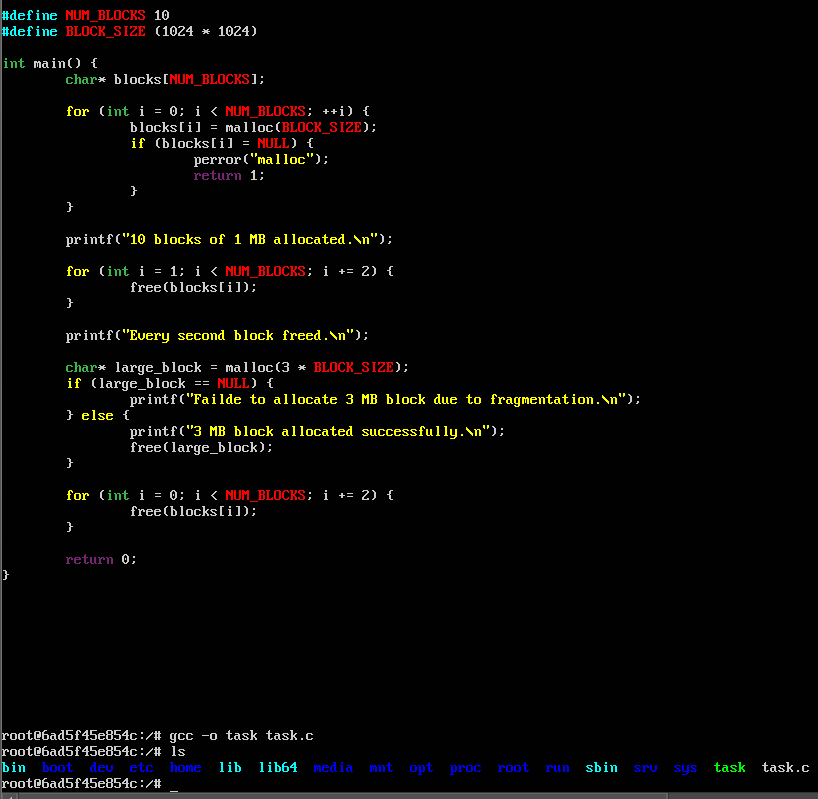 #define NUM_BLOCKS 10
#define BLOCK_SIZE (1024 * 1024)
int main() {
char* blocks[NUM_BLOCKS];
for (int i = 0; i < NUM_BLOCKS; ++i) {
blocks[i] = malloc(BLOCK_SIZE);
if (blocks[i] = NULL) {
perror("malloc");
return 1;
}
}
printf("10 blocks of 1 MB allocated.\n");
for (int i = 1; i < NUM_BLOCKS; i += 2) {
free(blocks[i]);
}
printf("Every second block freed.\n");
char* large_block = malloc(3 * BLOCK_SIZE);
if (large_block == NULL) {
printf("Failde to allocate 3 MB block due to fragmentation.\n");
} else {
printf("3 MB block allocated successfully.\n");
free(large_block);
}
for (int i = 0; i < NUM_BLOCKS; i += 2) {
free(blocks[i]);
}
return 0;
}
root@6ad5f45e854c:/# gcc -o task task.c
root@6ad5f45e854c:/# ls
bin boot dev etc home lib lib64 media mnt opt proc root run sbin srv sys task task.c
root@6ad5f45e854c:/# _